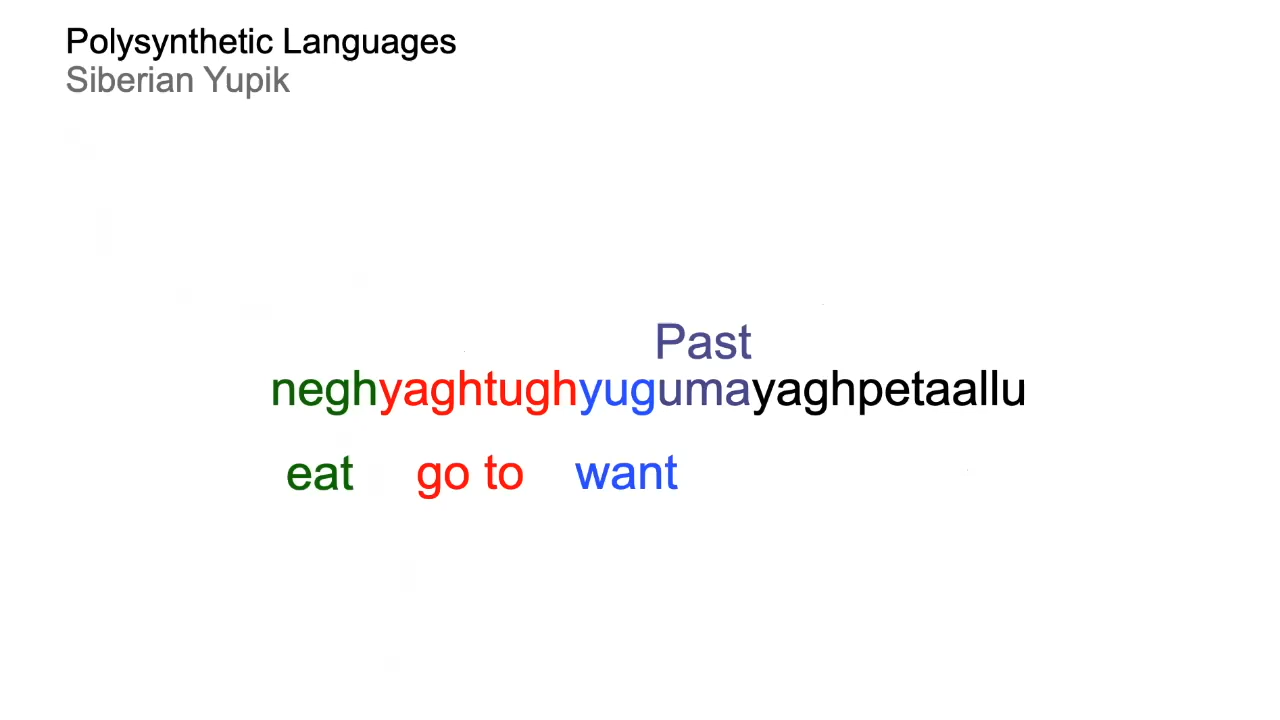 Polysynthetic Languages
Siberian Yupik
Past
neghyaghtughyugumayaghpetaallu
eat go to want